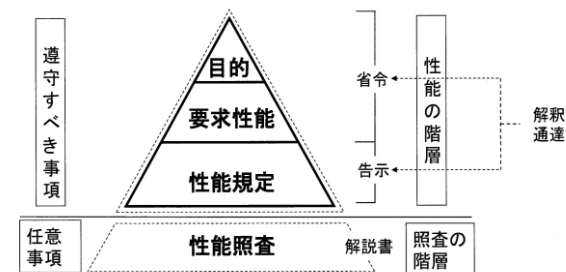 遵守すべき事項
目的
要求性能
性能規定
省令
告示
性能の階層
解釈
通達
任意
事項
性能照査
解説書
照査の
階層